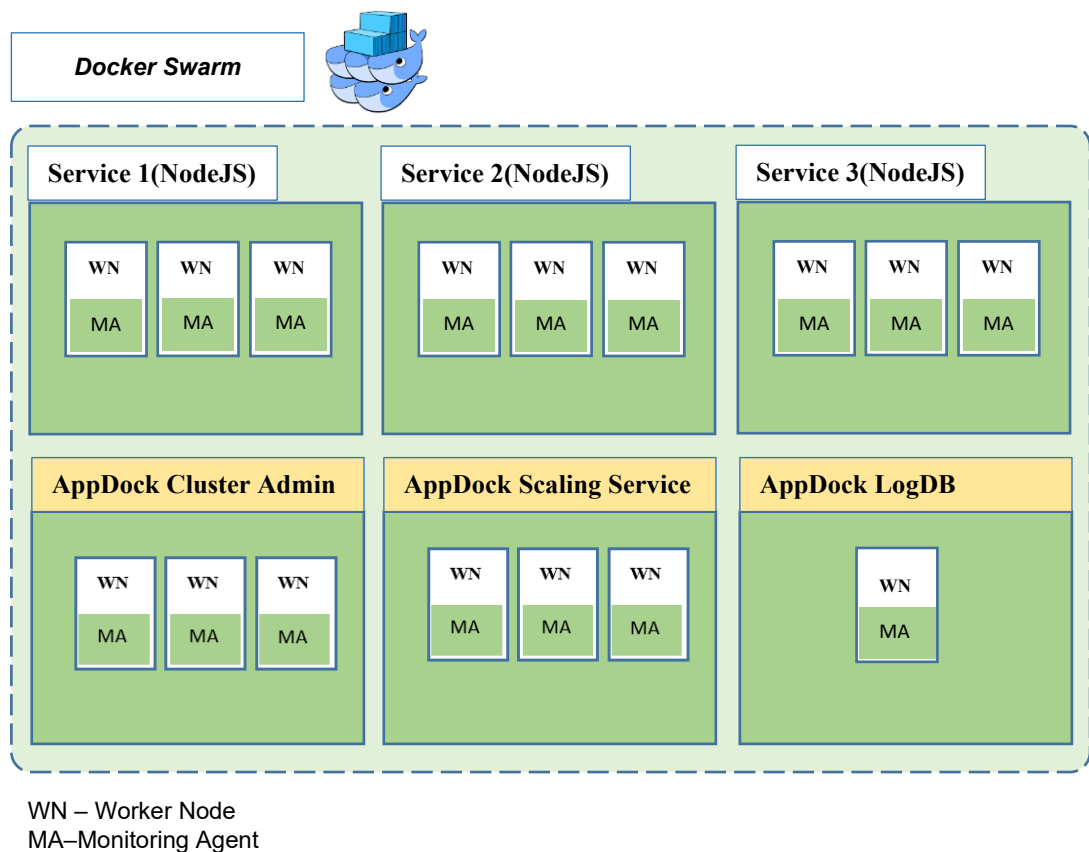 Docker Swarm
Service 1(NodeJS)
Service 2(NodeJS)
Service 3(NodeJS)
WN WN WN
MA MA MA
WN WN WN
MA MA MA
WN WN WN
MA MA MA
AppDock Cluster Admin
AppDock Scaling Service
AppDock LogDB
WN WN WN
MA MA MA
WN WN WN
MA MA MA
WN
MA
WN – Worker Node
MA–Monitoring Agent